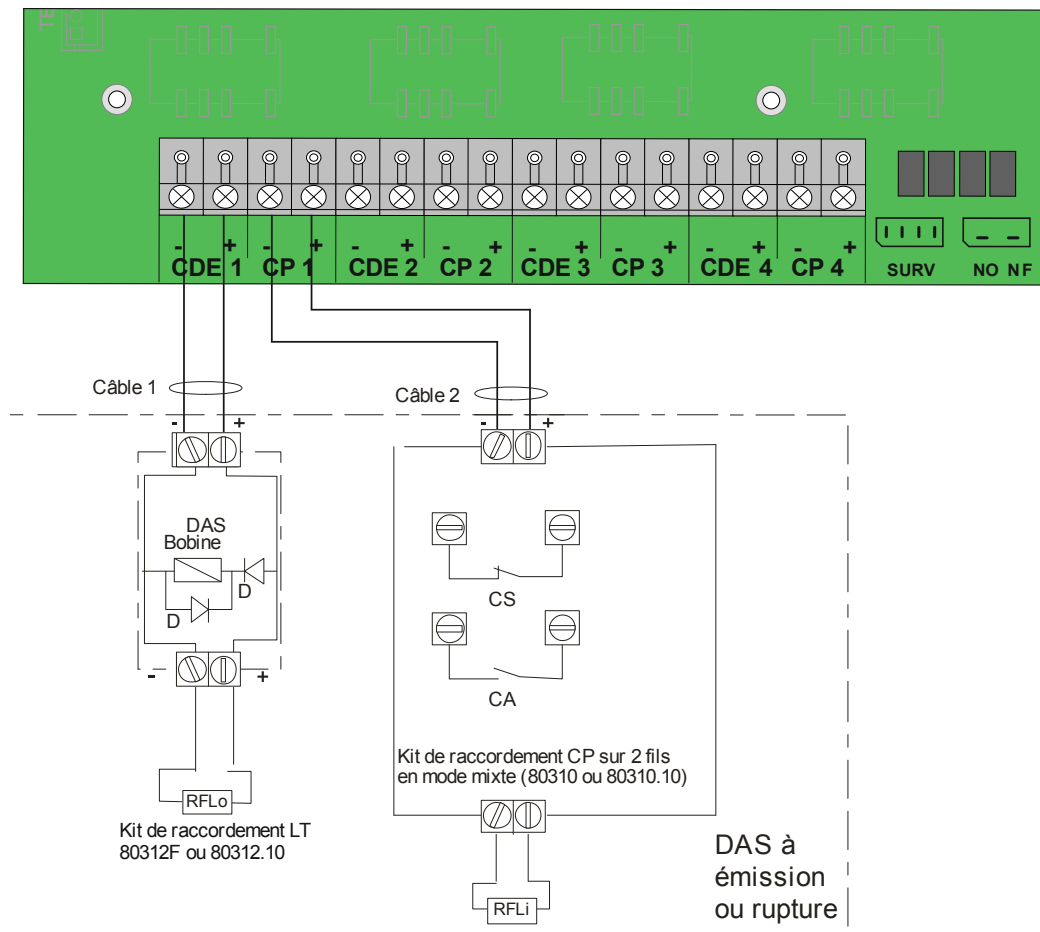 TE
- + - + - + - + - + - + - + - +
CDE 1 CP 1 CDE 2 CP 2 CDE 3 CP 3 CDE 4 CP 4 SURV NO NF
Câble 1
Câble 2
- +
- +
DAS
Bobine
D
D
CS
- +
CA
Kit de raccordement CP sur 2 fils
en mode mixte (80310 ou 80310.10)
RFLo
Kit de raccordement LT
80312F ou 80312.10
DAS à
émission
ou rupture
RFLi